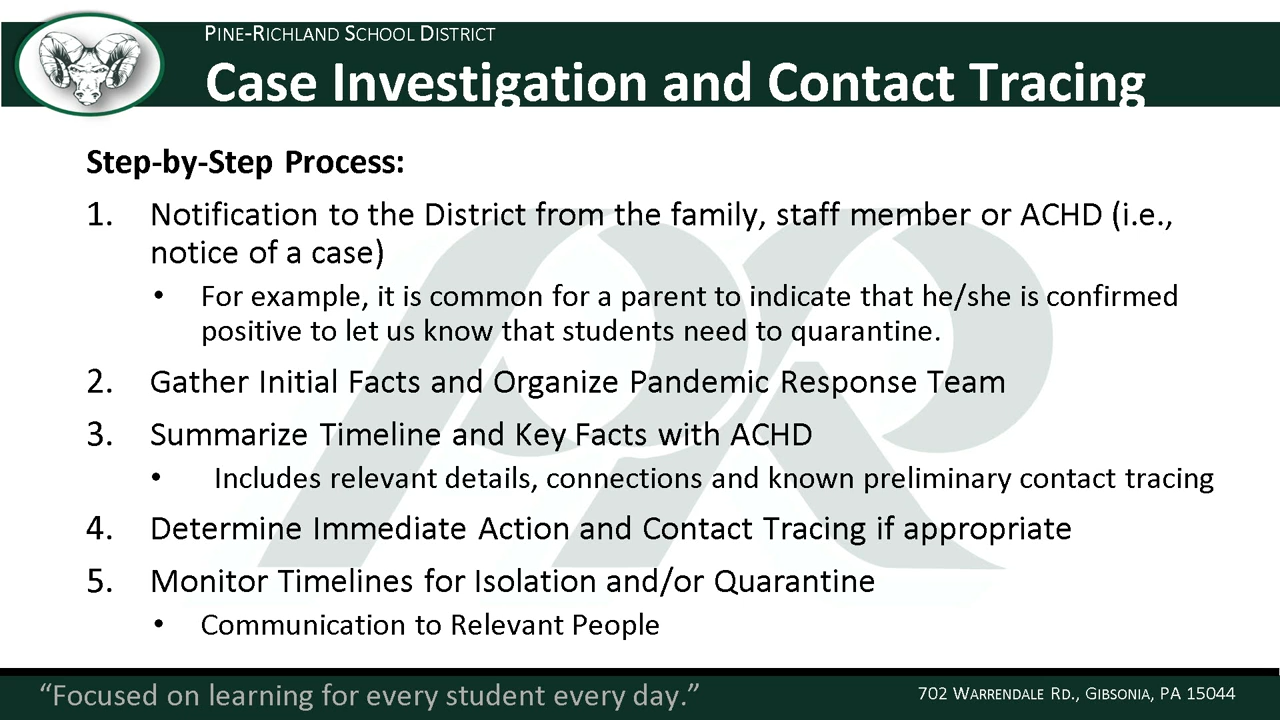 PINE-RICHLAND SCHOOL DISTRICT
Case Investigation and Contact Tracing
Step-by-Step Process:
1. Notification to the District from the family, staff member or ACHD (i.e.,
notice of a case)
• For example, it is common for a parent to indicate that he/she is confirmed
positive to let us know that students need to quarantine.
2. Gather Initial Facts and Organize Pandemic Response Team
3. Summarize Timeline and Key Facts with ACHD
• Includes relevant details, connections and known preliminary contact tracing
4. Determine Immediate Action and Contact Tracing if appropriate
5. Monitor Timelines for Isolation and/or Quarantine
• Communication to Relevant People
“Focused on learning for every student every day.”
702 WARRENDALE RD., GIBSONIA, PA 15044